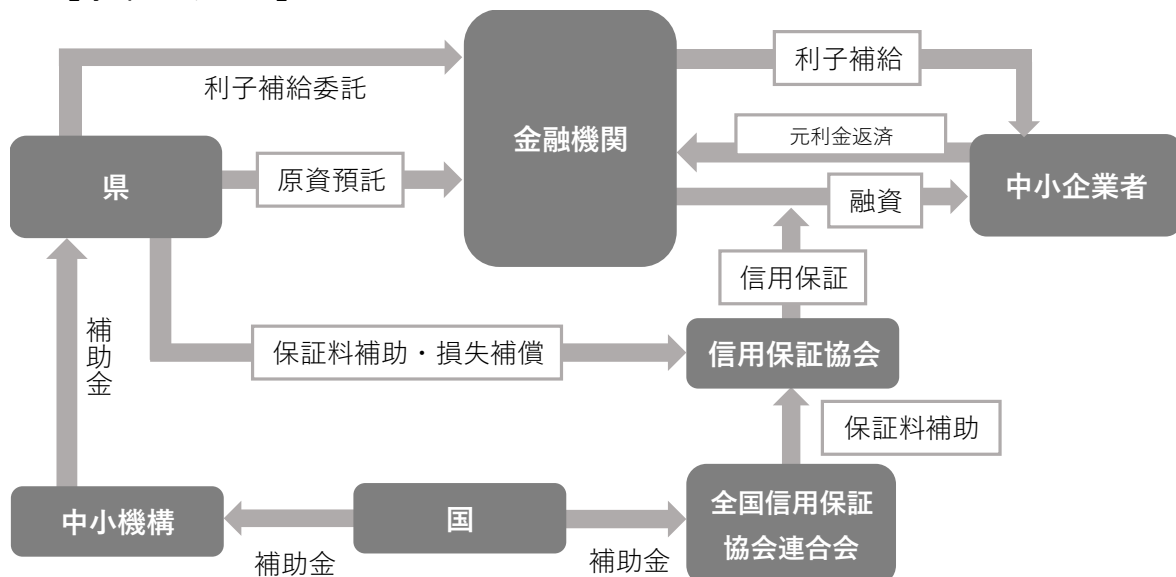 利子補給
利子補給委託
金融機関
元利金返済
県
原資預託
融資
中小企業者
信用保証
補助金
保証料補助・損失補償
信用保証協会
保証料補助
中小機構
国
全国信用保証
協会連合会
補助金
補助金